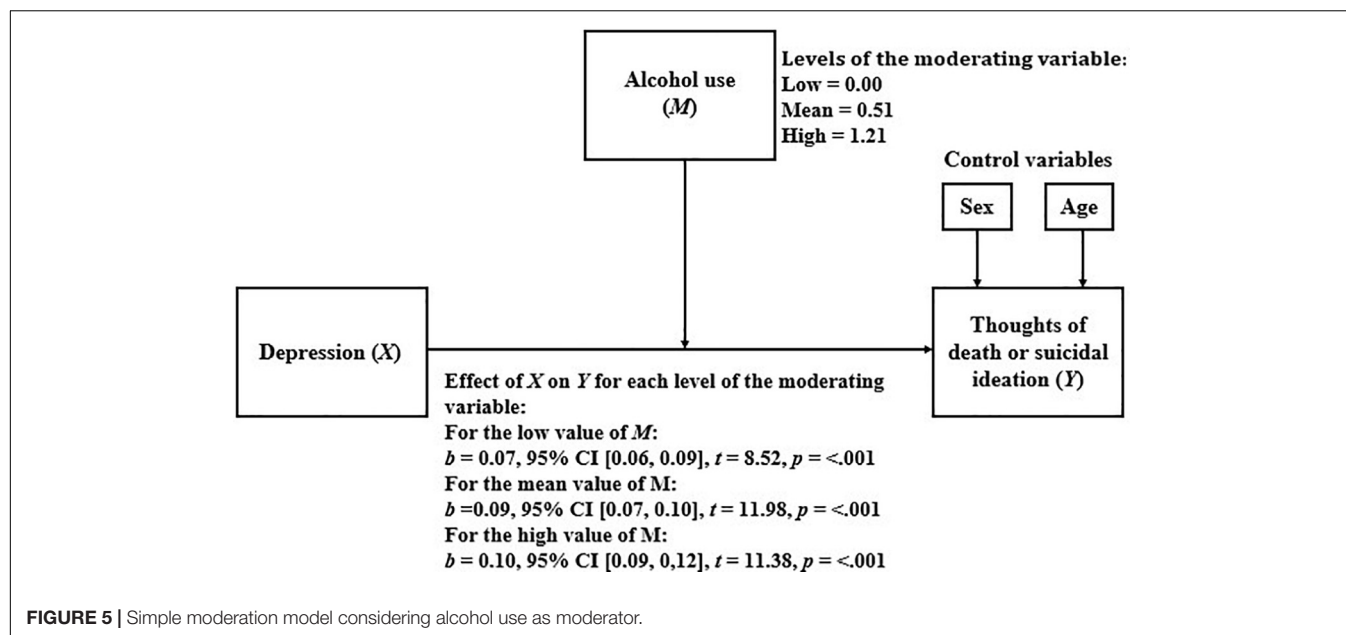 Alcohol use
(M)
Levels of the moderating variable:
Low = 0.00
Mean = 0.51
High = 1.21
Control variables
Sex
Age
Depression (X)
Thoughts of
death or suicidal
ideation (Y)
Effect of X on Y for each level of the moderating
variable:
For the low value of M:
b = 0.07, 95% CI [0.06, 0.09], t = 8.52, p = <.001
For the mean value of M:
b =0.09, 95% CI [0.07, 0.10], t = 11.98, p = <.001
For the high value of M:
b = 0.10, 95% CI [0.09, 0,12], t = 11.38, p = <.001
FIGURE 5 | Simple moderation model considering alcohol use as moderator.